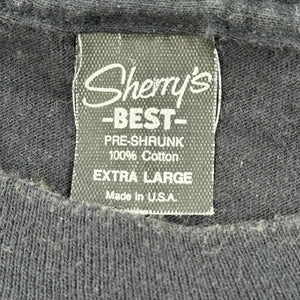 Sherry's
-BEST-
PRE-SHRUNK
100% Cotton
EXTRA LARGE
Made in U.S.A.